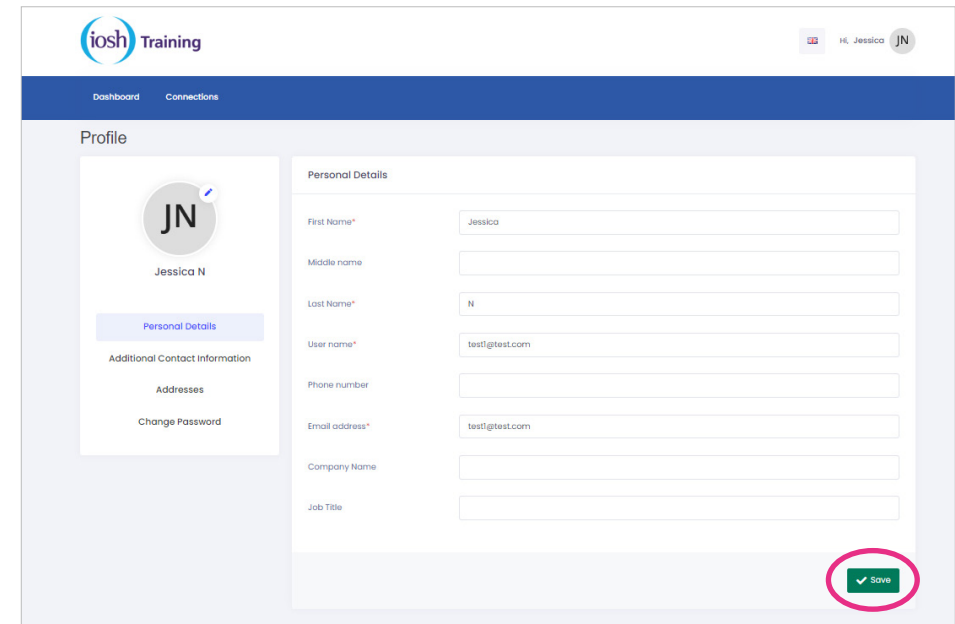 iosh Training
Hi, Jessica JN
Dashboard Connections
Profile
JN
Jessica N
Personal Details
Additional Contact Information
Addresses
Change Password
Personal Details
First Name* Jessica
Middle name
Last Name* N
User name* test1@test.com
Phone number
Email address* test1@test.com
Company Name
Job Title
Save